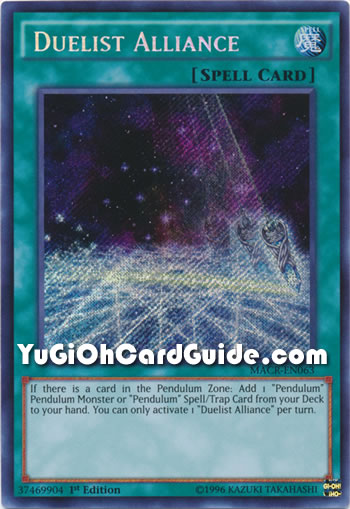 DUELIST ALLIANCE
魔
[SPELL CARD]
YuGiOhCardGuide.com
MACR-EN063
If there is a card in the Pendulum Zone: Add 1 "Pendulum"
Pendulum Monster or "Pendulum" Spell/Trap Card from your Deck
to your hand. You can only activate 1 "Duelist Alliance" per turn.
37469904 1st Edition ©1996 KAZUKI TAKAHASHI